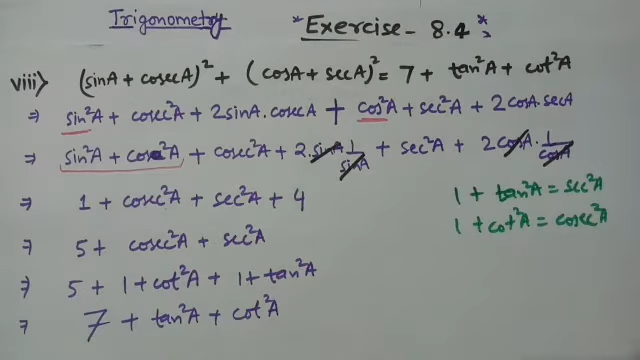 Trigonometry
*Exercise - 8.4*
viii> (sinA + cosecA)² + (cosA + secA)² = 7 + tan²A + cot²A
⇒ sin²A + cosec²A + 2sinA.cosecA + cos²A + sec²A + 2cosA.secA
⇒ sin²A + cos²A + cosec²A + 2.sinA.1/sinA + sec²A + 2cosA.1/cosA
⇒ 1 + cosec²A + sec²A + 4
1 + tan²A = sec²A
1 + cot²A = cosec²A
⇒ 5 + cosec²A + sec²A
⇒ 5 + 1 + cot²A + 1 + tan²A
⇒ 7 + tan²A + cot²A